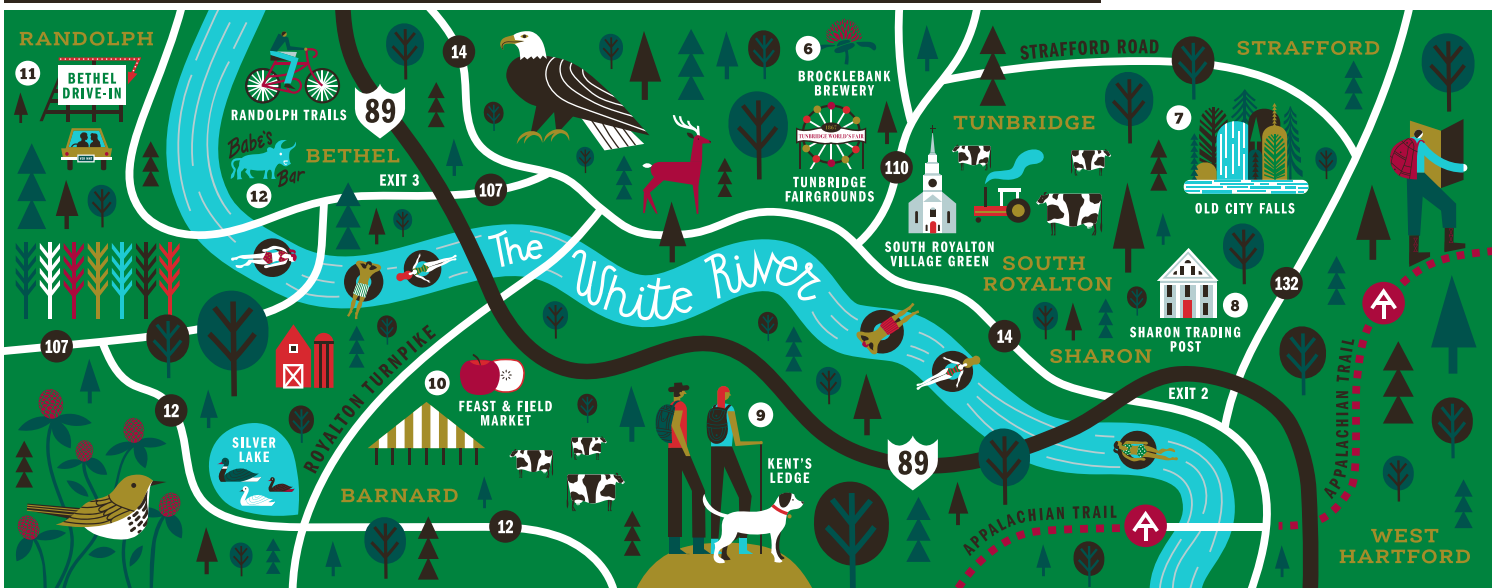 RANDOLPH
11
BETHEL
DRIVE-IN
RANDOLPH TRAILS
89
14
6
BROCKLEBANK
BREWERY
1867
TUNBRIDGE WORLD'S FAIR
TUNBRIDGE
FAIRGROUNDS
110
STRAFFORD ROAD
STRAFFORD
TUNBRIDGE
7
OLD CITY FALLS
Babe's
Bar
12
BETHEL
EXIT 3
107
SOUTH ROYALTON
VILLAGE GREEN
SOUTH
ROYALTON
The White River
8
SHARON TRADING
POST
132
14
SHARON
EXIT 2
107
12
ROYALTON TURNPIKE
SILVER
LAKE
10
FEAST & FIELD
MARKET
BARNARD
12
9
KENT'S
LEDGE
89
APPALACHIAN TRAIL
APPALACHIAN TRAIL
WEST
HARTFORD